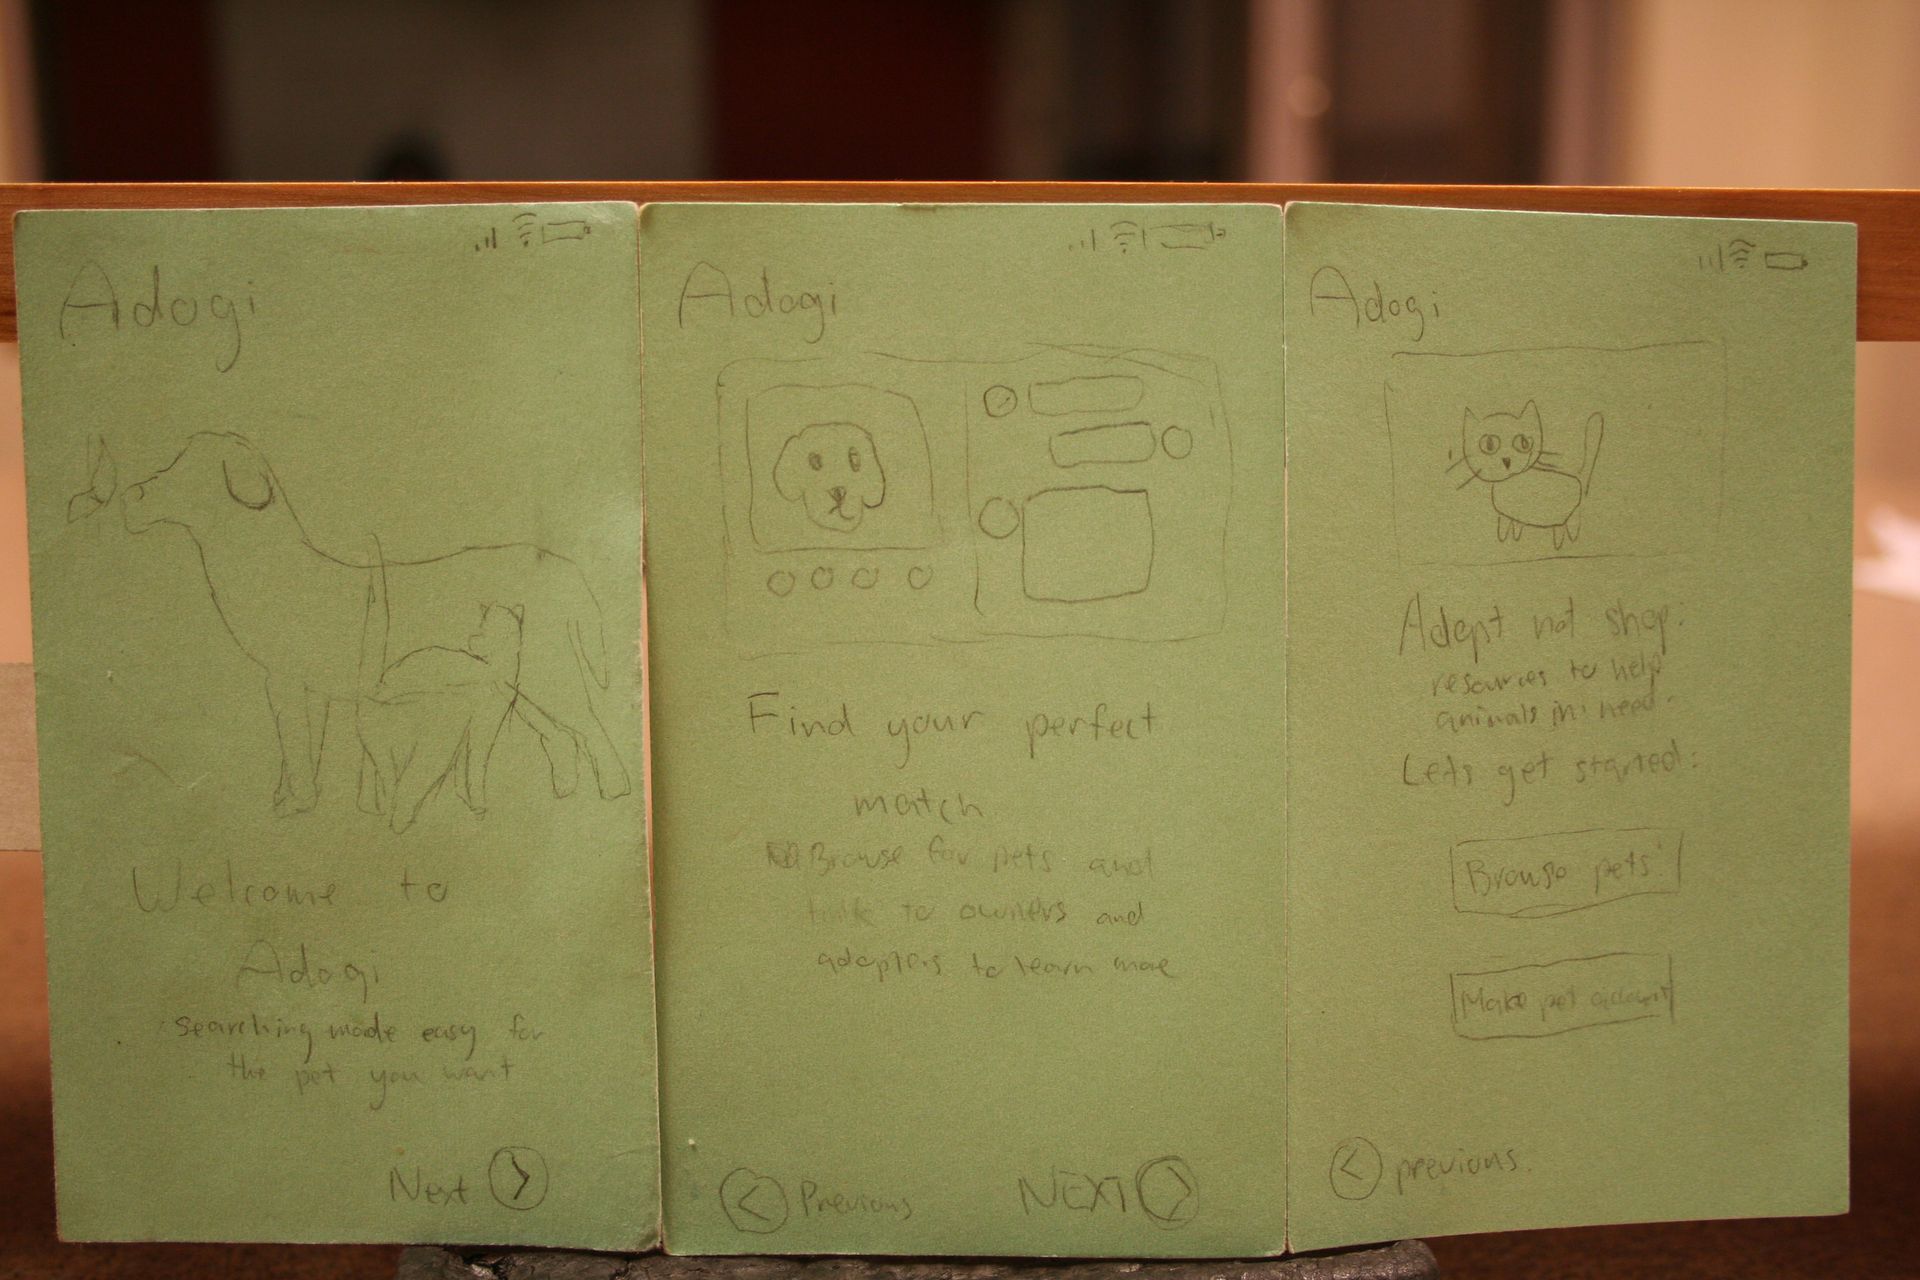 Adogi
Welcome to
Adogi
Searching made easy for
the pet you want
Next
Adogi
Find your perfect
match.
Browse for pets and
talk to owners and
adopters to learn more
Previous
NEXT
Adogi
Adopt not shop:
resources to help
animals in need.
Lets get started:
Browse pets!
Make pet account
previous.